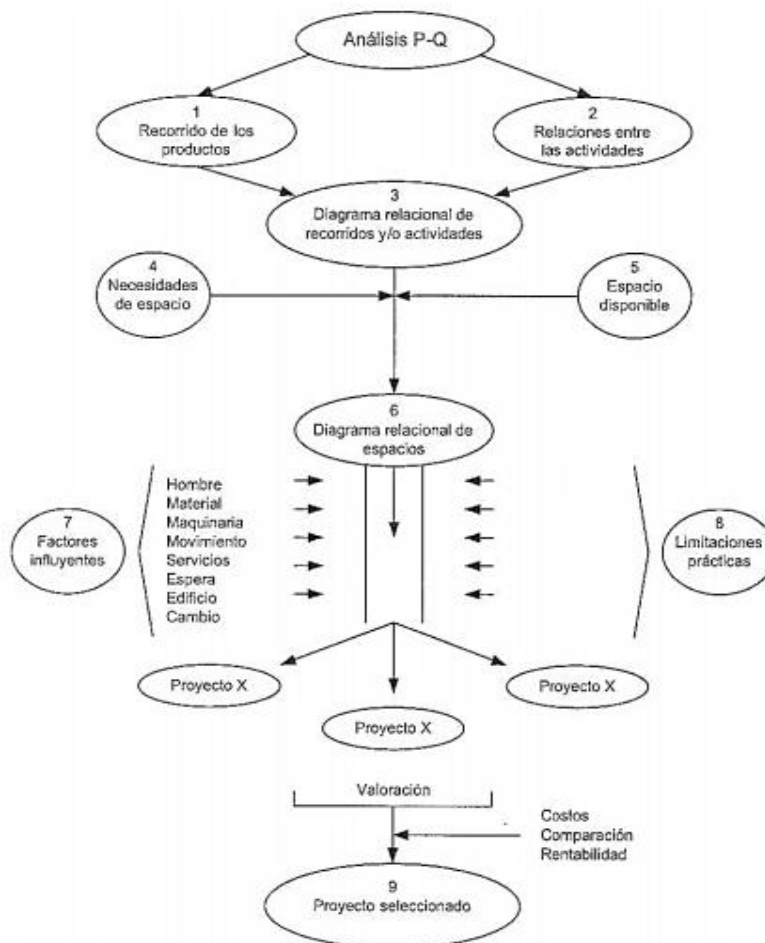 Análisis P-Q
1
Recorrido de los
productos
2
Relaciones entre
las actividades
3
Diagrama relacional de
recorridos y/o actividades
4
Necesidades
de espacio
5
Espacio
disponible
6
Diagrama relacional de
espacios
7
Factores
influyentes
Hombre
Material
Maquinaria
Movimiento
Servicios
Espera
Edificio
Cambio
8
Limitaciones
prácticas
Proyecto X
Proyecto X
Proyecto X
Valoración
Costos
Comparación
Rentabilidad
9
Proyecto seleccionado